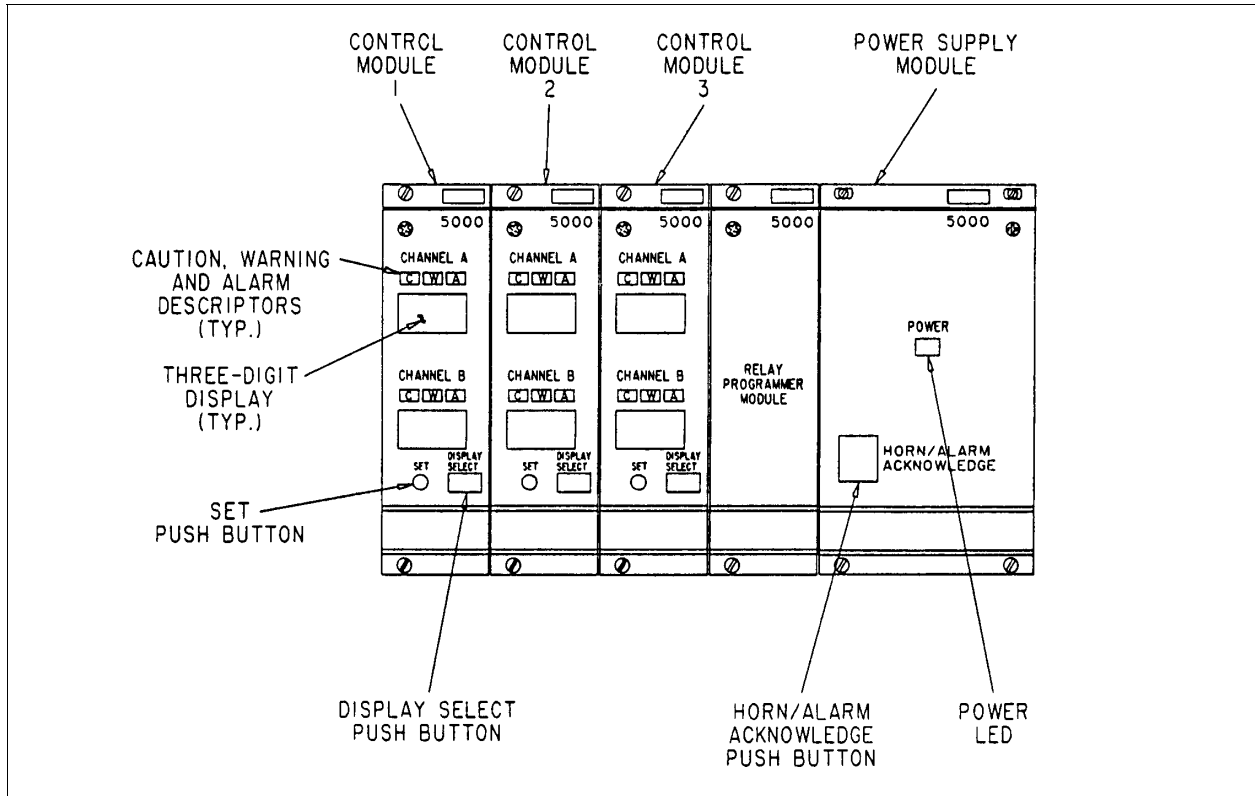 CONTRCL
MODULE
1
CONTROL
MODULE
2
CONTROL
MODULE
3
POWER SUPPLY
MODULE
5000
5000
5000
5000
5000
CAUTION, WARNING
AND ALARM
DESCRIPTORS
(TYP.)
CHANNEL A
C W A
CHANNEL A
C W A
CHANNEL A
C W A
THREE-DIGIT
DISPLAY
(TYP.)
CHANNEL B
C W A
CHANNEL B
C W A
CHANNEL B
C W A
RELAY
PROGRAMMER
MODULE
POWER
SET
DISPLAY
SELECT
SET
DISPLAY
SELECT
SET
DISPLAY
SELECT
HORN/ALARM
ACKNOWLEDGE
SET
PUSH BUTTON
DISPLAY SELECT
PUSH BUTTON
HORN/ALARM
ACKNOWLEDGE
PUSH BUTTON
POWER
LED